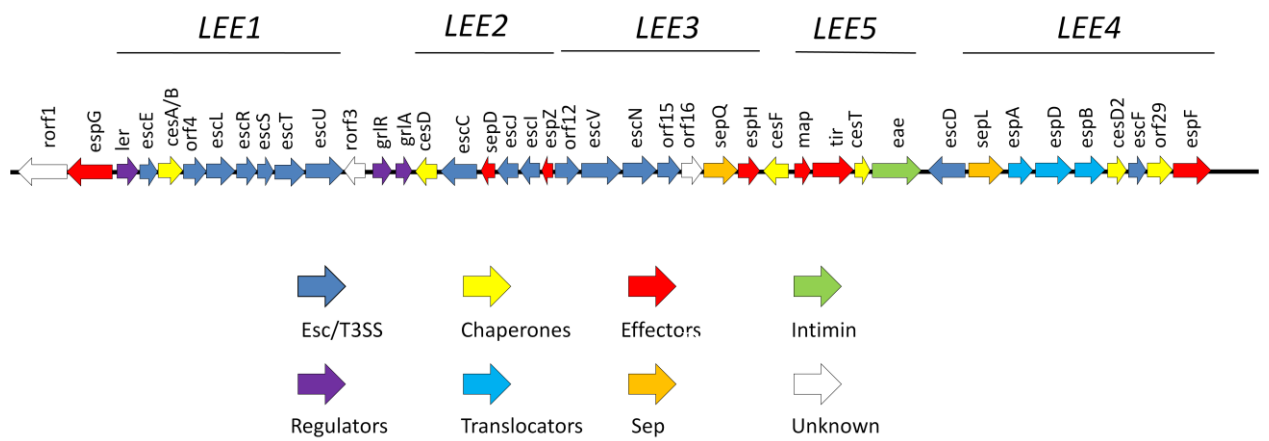 LEE1 LEE2 LEE3 LEE5 LEE4
rorf1 espG ler escE cesA/B orf4 escL escR escS escT escU rorf3 grlR grlA cesD escC sepD escJ escI espZ orf12 escV escN orf15 orf16 sepQ espH cesF map tir cesT eae escD sepL espA espD espB cesD2 escF orf29 espF
Esc/T3SS Chaperones Effectors Intimin
Regulators Translocators Sep Unknown